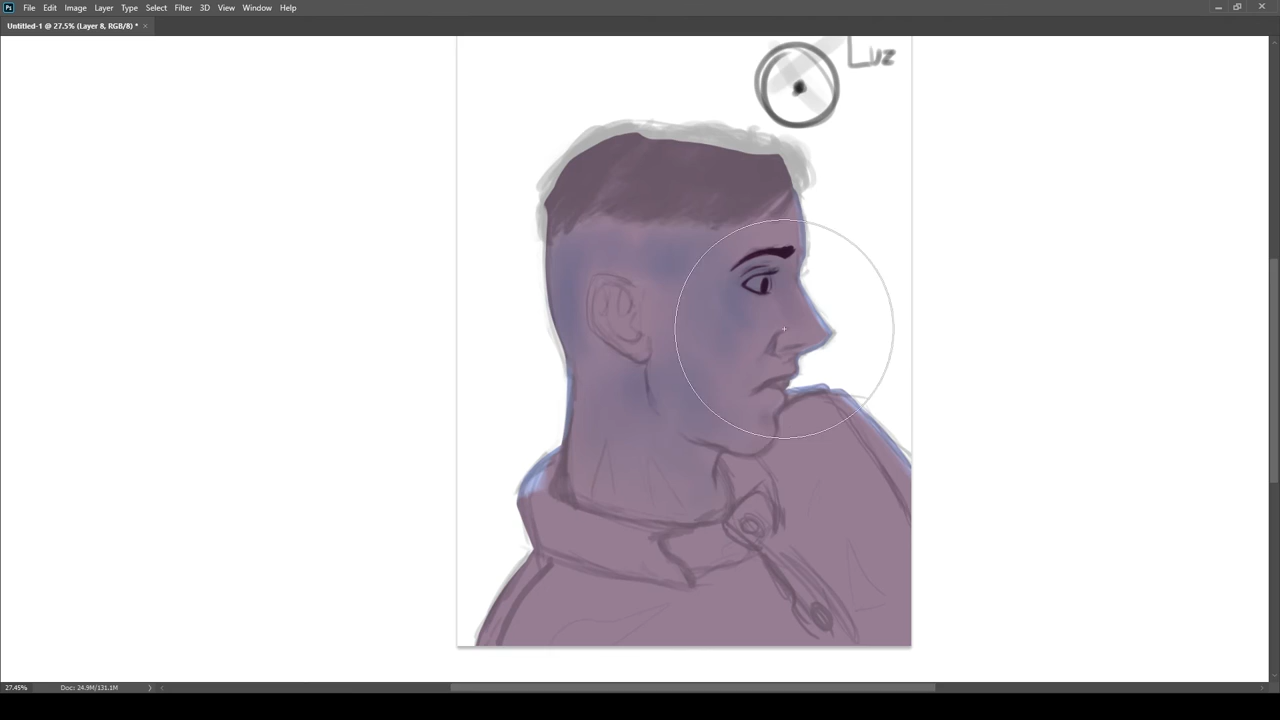 Ps File Edit Image Layer Type Select Filter 3D View Window Help
Untitled-1 @ 27.5% (Layer 8, RGB/8) * ×
Luz
27.45% Doc: 24.9M/131.1M